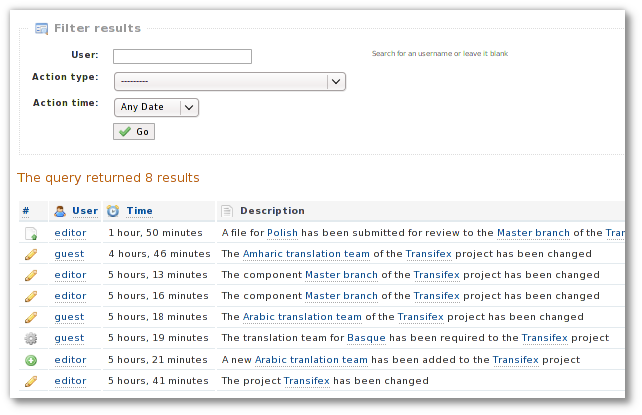 Filter results
User: Search for an username or leave it blank
Action type: ---------
Action time: Any Date
Go
The query returned 8 results
# User Time Description
editor 1 hour, 50 minutes A file for Polish has been submitted for review to the Master branch of the Tran
guest 4 hours, 46 minutes The Amharic translation team of the Transifex project has been changed
editor 5 hours, 13 minutes The component Master branch of the Transifex project has been changed
editor 5 hours, 16 minutes The component Master branch of the Transifex project has been changed
guest 5 hours, 18 minutes The Arabic translation team of the Transifex project has been changed
guest 5 hours, 19 minutes The translation team for Basque has been required to the Transifex project
editor 5 hours, 21 minutes A new Arabic tranlation team has been added to the Transifex project
editor 5 hours, 41 minutes The project Transifex has been changed